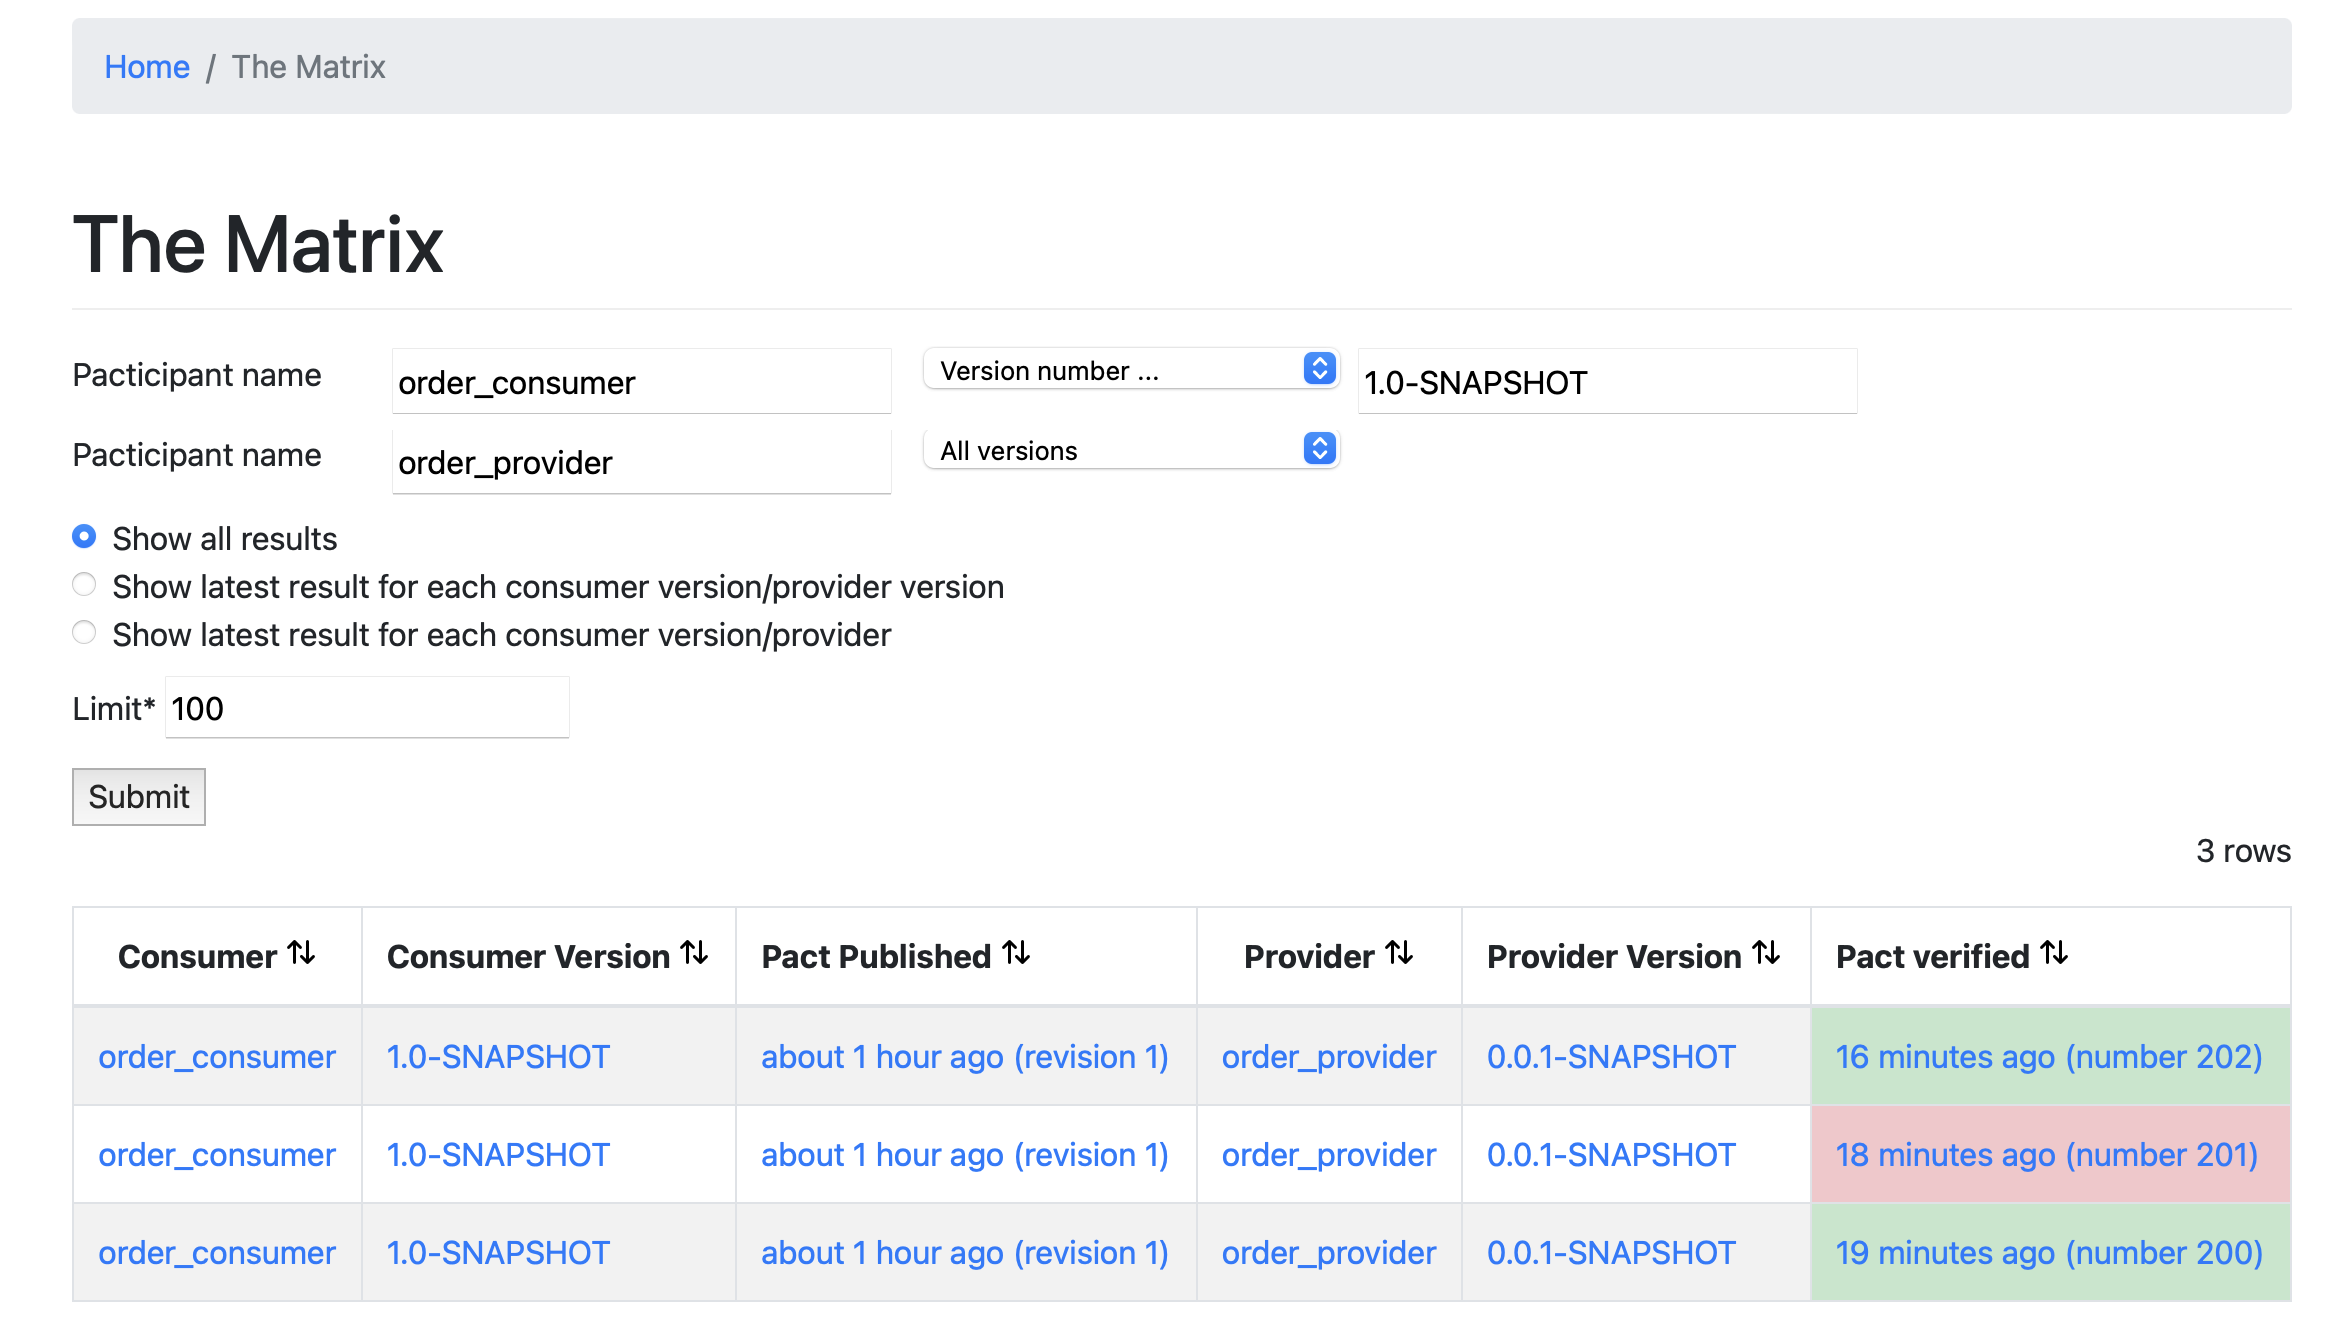 Home / The Matrix
The Matrix
Pacticipant name order_consumer Version number ... 1.0-SNAPSHOT
Pacticipant name order_provider All versions
Show all results
Show latest result for each consumer version/provider version
Show latest result for each consumer version/provider
Limit* 100
Submit
3 rows
Consumer Consumer Version Pact Published Provider Provider Version Pact verified
order_consumer 1.0-SNAPSHOT about 1 hour ago (revision 1) order_provider 0.0.1-SNAPSHOT 16 minutes ago (number 202)
order_consumer 1.0-SNAPSHOT about 1 hour ago (revision 1) order_provider 0.0.1-SNAPSHOT 18 minutes ago (number 201)
order_consumer 1.0-SNAPSHOT about 1 hour ago (revision 1) order_provider 0.0.1-SNAPSHOT 19 minutes ago (number 200)